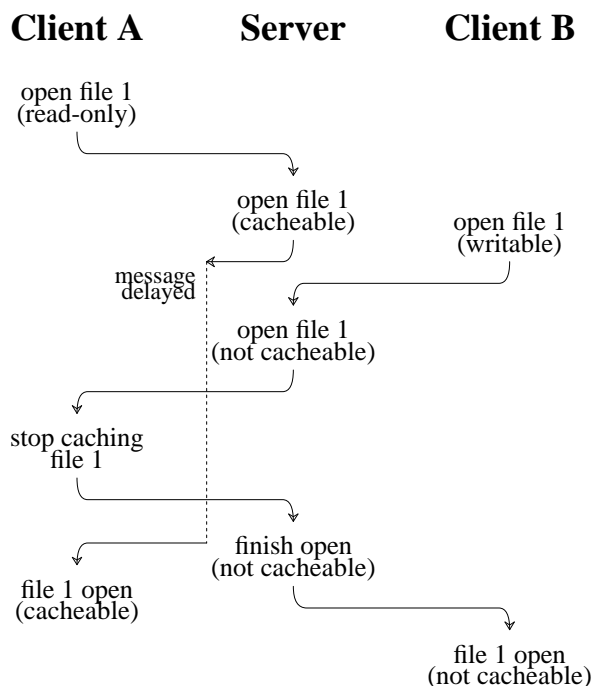 Client A Server Client B
open file 1
(read-only)
open file 1
(cacheable)
open file 1
(writable)
message
delayed
open file 1
(not cacheable)
stop caching
file 1
finish open
(not cacheable)
file 1 open
(cacheable)
file 1 open
(not cacheable)